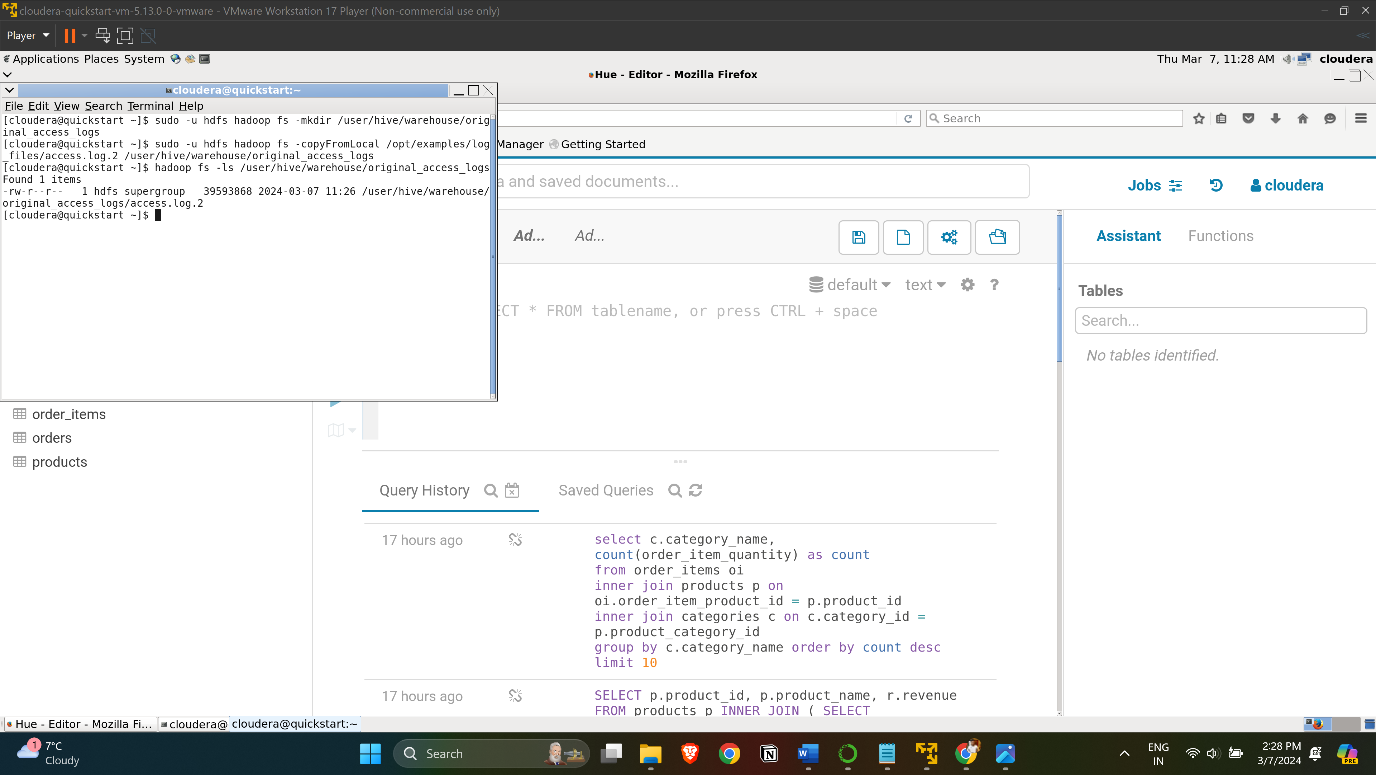 cloudera-quickstart-vm-5.13.0-0-vmware - VMware Workstation 17 Player (Non-commercial use only)
Player
Applications Places System
Thu Mar 7, 11:28 AM
cloudera
Hue - Editor - Mozilla Firefox
cloudera@quickstart:~
File Edit View Search Terminal Help
[cloudera@quickstart ~]$ sudo -u hdfs hadoop fs -mkdir /user/hive/warehouse/orig
inal_access_logs
[cloudera@quickstart ~]$ sudo -u hdfs hadoop fs -copyFromLocal /opt/examples/log
_files/access.log.2 /user/hive/warehouse/original_access_logs
[cloudera@quickstart ~]$ hadoop fs -ls /user/hive/warehouse/original_access_logs
Found 1 items
-rw-r--r--   1 hdfs supergroup   39593868 2024-03-07 11:26 /user/hive/warehouse/
original_access_logs/access.log.2
[cloudera@quickstart ~]$
Search
Manager
Getting Started
a and saved documents...
Jobs
cloudera
Ad...
Ad...
default
text
?
ECT * FROM tablename, or press CTRL + space
Assistant
Functions
Tables
Search...
No tables identified.
order_items
orders
products
Query History
Saved Queries
17 hours ago
select c.category_name,
count(order_item_quantity) as count
from order_items oi
inner join products p on
oi.order_item_product_id = p.product_id
inner join categories c on c.category_id =
p.product_category_id
group by c.category_name order by count desc
limit 10
17 hours ago
SELECT p.product_id, p.product_name, r.revenue
FROM products p INNER JOIN ( SELECT
Hue - Editor - Mozilla Fi...
cloudera@
cloudera@quickstart:~
1
7°C
Cloudy
Search
ENG
IN
2:28 PM
3/7/2024
PRE